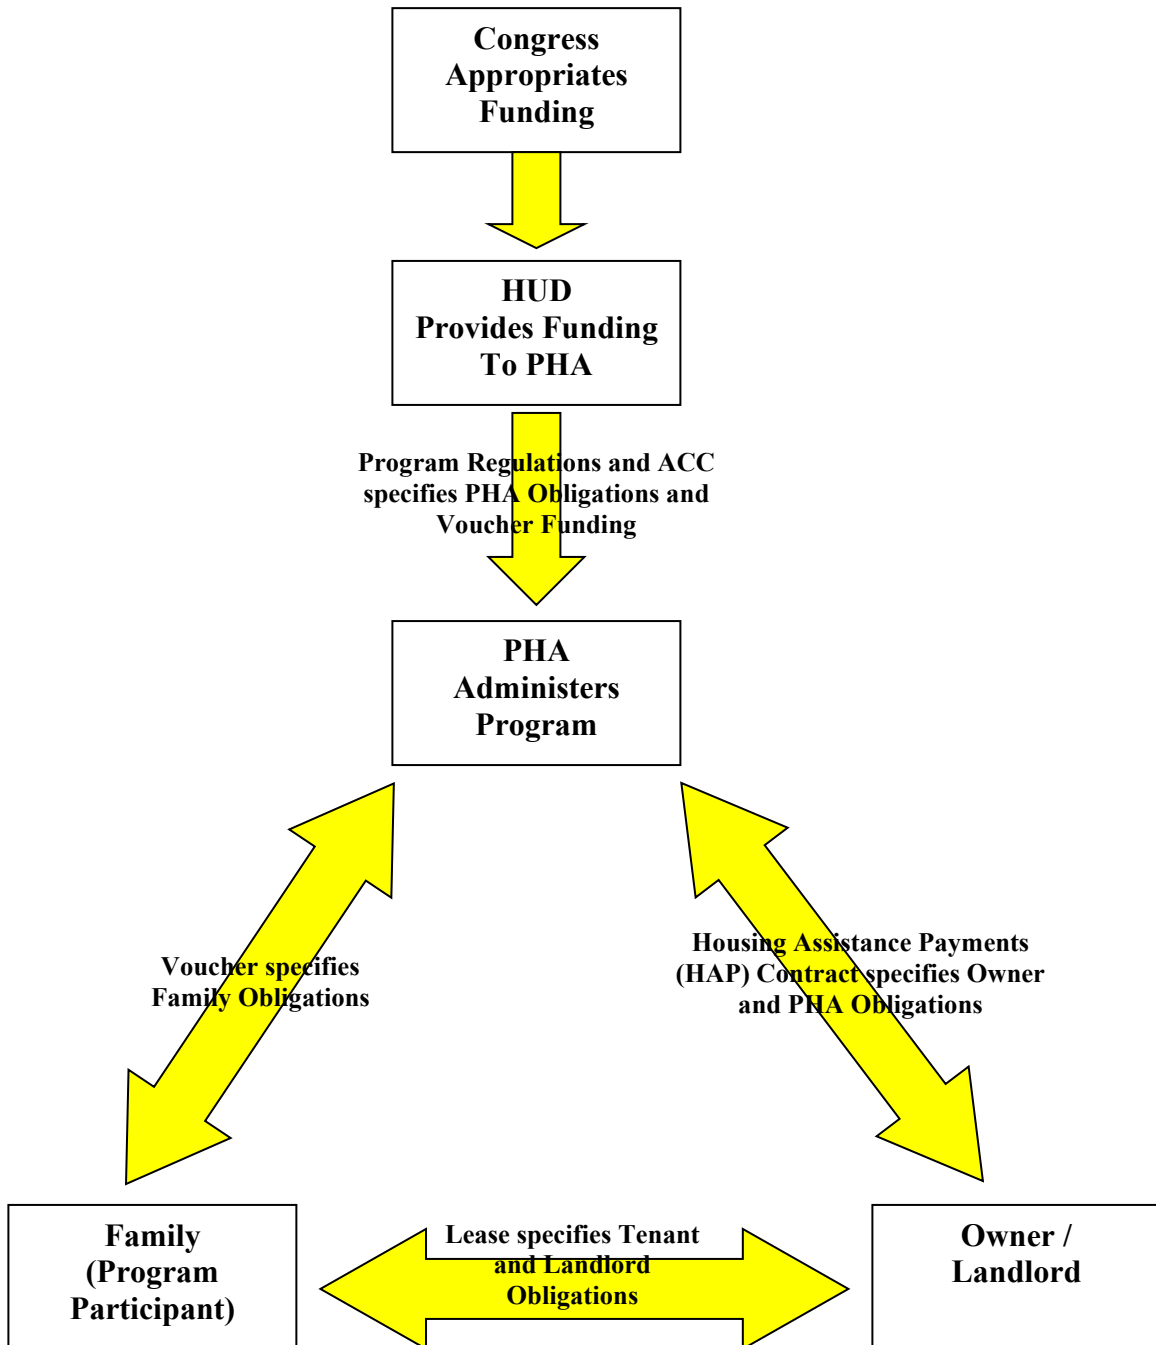 Congress
Appropriates
Funding
HUD
Provides Funding
To PHA
Program Regulations and ACC
specifies PHA Obligations and
Voucher Funding
PHA
Administers
Program
Voucher specifies
Family Obligations
Housing Assistance Payments
(HAP) Contract specifies Owner
and PHA Obligations
Family
(Program
Participant)
Lease specifies Tenant
and Landlord
Obligations
Owner /
Landlord